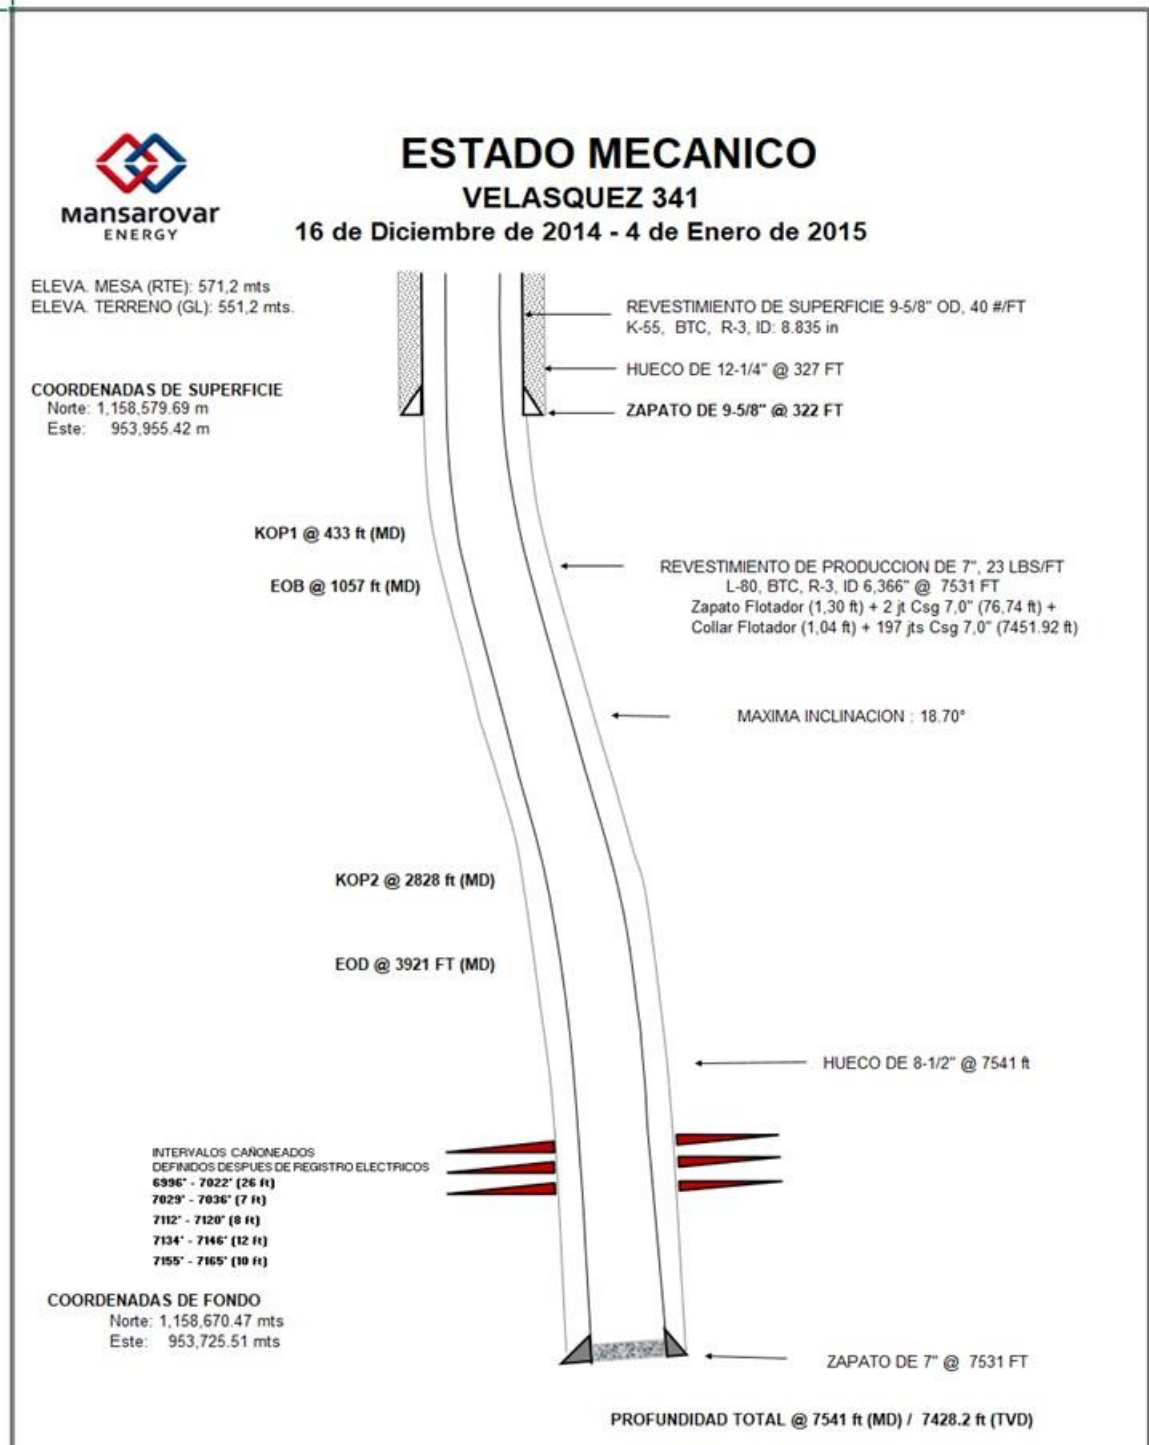 mansarovar
ENERGY
ESTADO MECANICO
VELASQUEZ 341
16 de Diciembre de 2014 - 4 de Enero de 2015
ELEVA. MESA (RTE): 571,2 mts
ELEVA. TERRENO (GL): 551,2 mts.
REVESTIMIENTO DE SUPERFICIE 9-5/8" OD, 40 #/FT
K-55, BTC, R-3, ID: 8.835 in
HUECO DE 12-1/4" @ 327 FT
COORDENADAS DE SUPERFICIE
Norte: 1,158,579.69 m
Este: 953,955.42 m
ZAPATO DE 9-5/8" @ 322 FT
KOP1 @ 433 ft (MD)
EOB @ 1057 ft (MD)
REVESTIMIENTO DE PRODUCCION DE 7", 23 LBS/FT
L-80, BTC, R-3, ID 6,366" @ 7531 FT
Zapato Flotador (1,30 ft) + 2 jt Csg 7,0" (76,74 ft) +
Collar Flotador (1,04 ft) + 197 jts Csg 7,0" (7451.92 ft)
MAXIMA INCLINACION : 18.70°
KOP2 @ 2828 ft (MD)
EOD @ 3921 FT (MD)
HUECO DE 8-1/2" @ 7541 ft
INTERVALOS CAÑONEADOS
DEFINIDOS DESPUES DE REGISTRO ELECTRICOS
6996' - 7022' (26 ft)
7029' - 7036' (7 ft)
7112' - 7120' (8 ft)
7134' - 7146' (12 ft)
7155' - 7165' (10 ft)
COORDENADAS DE FONDO
Norte: 1,158,670.47 mts
Este: 953,725.51 mts
ZAPATO DE 7" @ 7531 FT
PROFUNDIDAD TOTAL @ 7541 ft (MD) / 7428.2 ft (TVD)